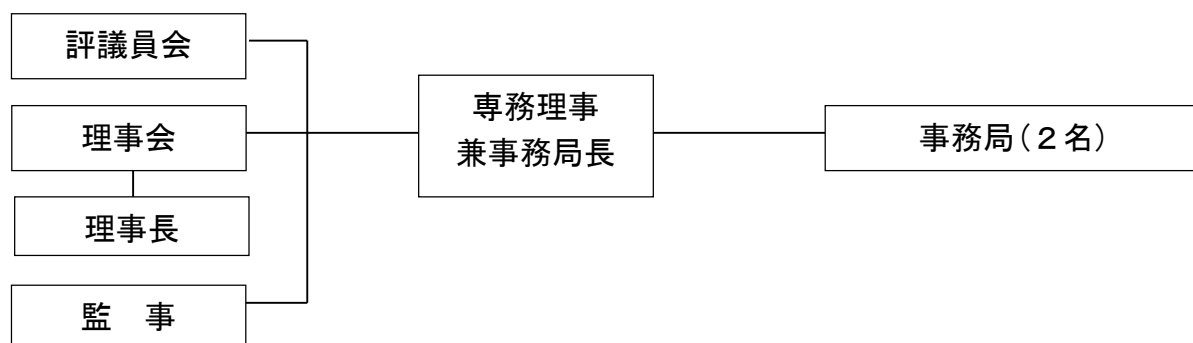 評議員会
理事会
理事長
監　事
専務理事
兼事務局長
事務局（２名）